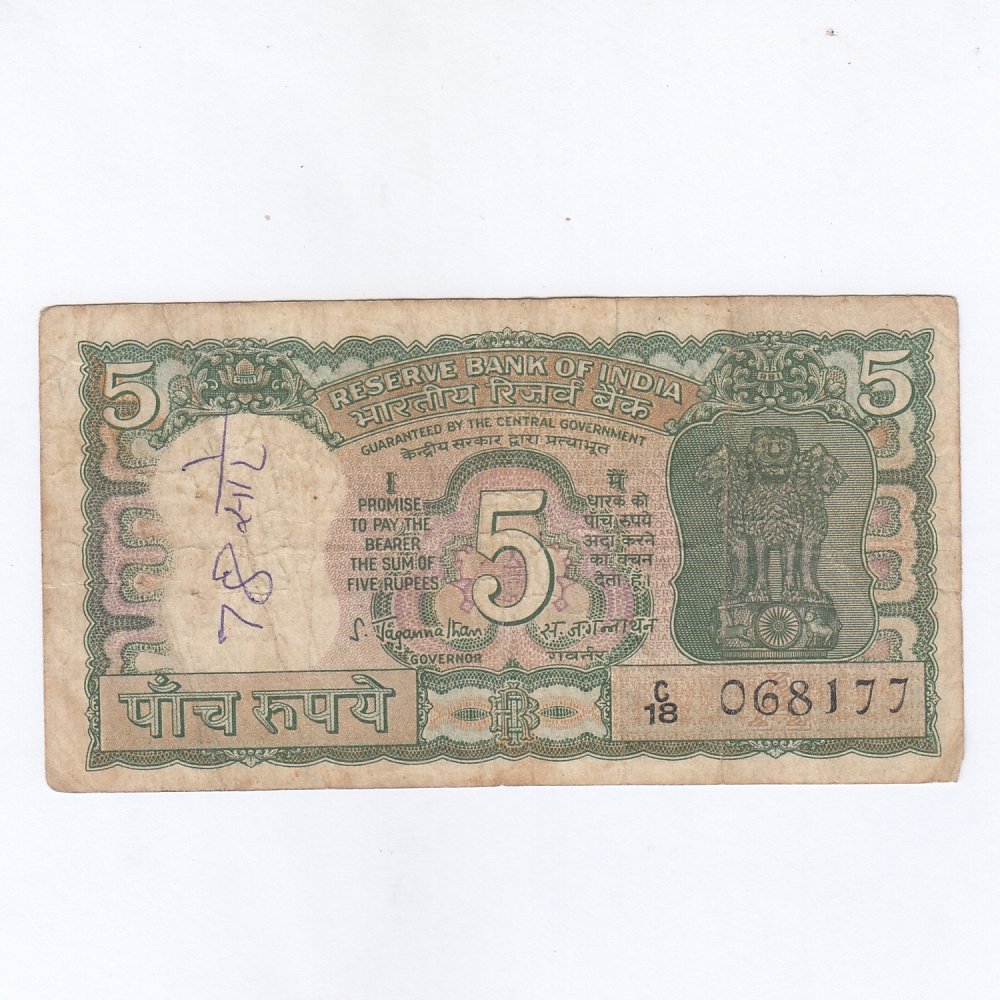 5
5
RESERVE BANK OF INDIA
भारतीय रिजर्व बैंक
GUARANTEED BY THE CENTRAL GOVERNMENT
केन्द्रीय सरकार द्वारा प्रत्याभूत
I
PROMISE
TO PAY THE
BEARER
THE SUM OF
FIVE RUPEES
5
मैं
धारक को
पाँच रुपये
अदा करने
का वचन
देता हूं।
S. Jagannathan
GOVERNOR
स. जगन्नाथन
गवर्नर
पाँच रुपये
C
18
068177